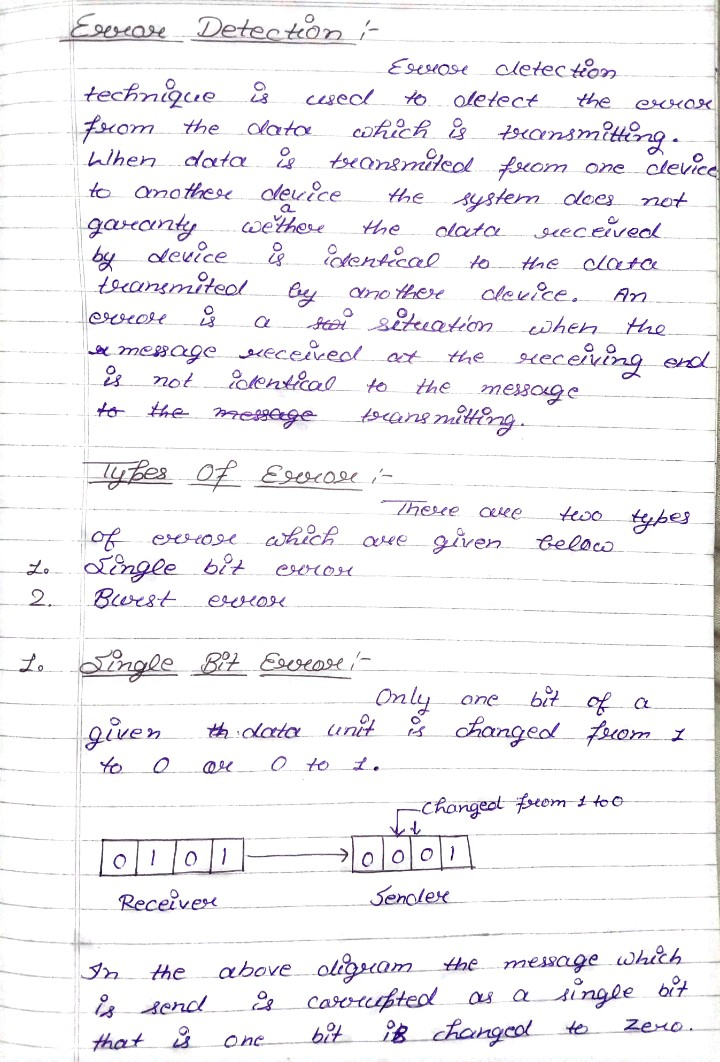 Error Detection :-
Error detection
technique is used to detect the error
from the data which is transmitting.
When data is transmited from one device
to another device the system does not
garanty weathere the data received
by device is identical to the data
transmited by another device. An
error is a situation when the
message received at the receiving end
is not identical to the message
to the message transmitting.
Types Of Error :-
There are two types
of error which are given below
1. Single bit error
2. Burst error
1. Single Bit Error :-
Only one bit of a
given th. data unit is changed from 1
to 0 or 0 to 1.
changed from 1 to 0
0 1 0 1 0 0 0 1
Receiver Sender
In the above digram the message which
is send is carrupted as a single bit
that is one bit is changed to zero.